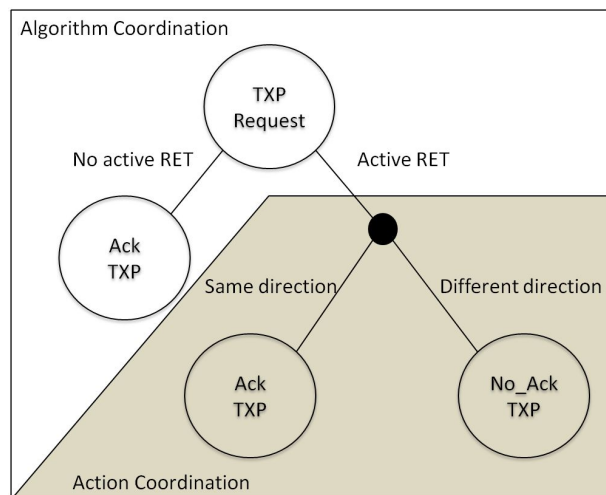 Algorithm Coordination
TXP
Request
No active RET
Active RET
Ack
TXP
Same direction
Different direction
Ack
TXP
No_Ack
TXP
Action Coordination